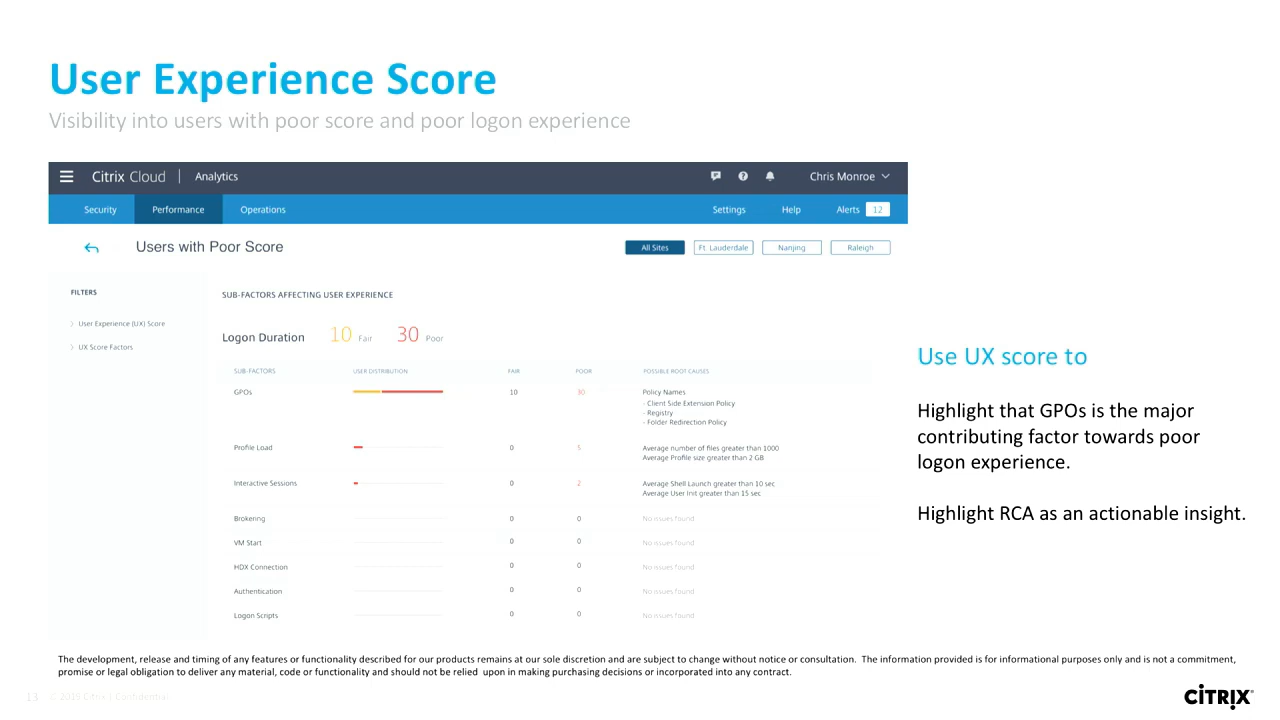 User Experience Score
Visibility into users with poor score and poor logon experience
Citrix Cloud | Analytics
Chris Monroe
Security Performance Operations Settings Help Alerts 12
Users with Poor Score All Sites Ft. Lauderdale Nanjing Raleigh
FILTERS
> User Experience (UX) Score
> UX Score Factors
SUB-FACTORS AFFECTING USER EXPERIENCE
Logon Duration 10 Fair 30 Poor
SUB-FACTORS USER DISTRIBUTION FAIR POOR POSSIBLE ROOT CAUSES
GPOs 10 30 Policy Names
- Client Side Extension Policy
- Registry
- Folder Redirection Policy
Profile Load 0 5 Average number of files greater than 1000
Average Profile size greater than 2 GB
Interactive Sessions 0 2 Average Shell Launch greater than 10 sec
Average User Init greater than 15 sec
Brokering 0 0 No issues found
VM Start 0 0 No issues found
HDX Connection 0 0 No issues found
Authentication 0 0 No issues found
Logon Scripts 0 0 No issues found
Use UX score to
Highlight that GPOs is the major
contributing factor towards poor
logon experience.
Highlight RCA as an actionable insight.
The development, release and timing of any features or functionality described for our products remains at our sole discretion and are subject to change without notice or consultation. The information provided is for informational purposes only and is not a commitment,
promise or legal obligation to deliver any material, code or functionality and should not be relied upon in making purchasing decisions or incorporated into any contract.
13 © Citrix | Confidential
CITRIX